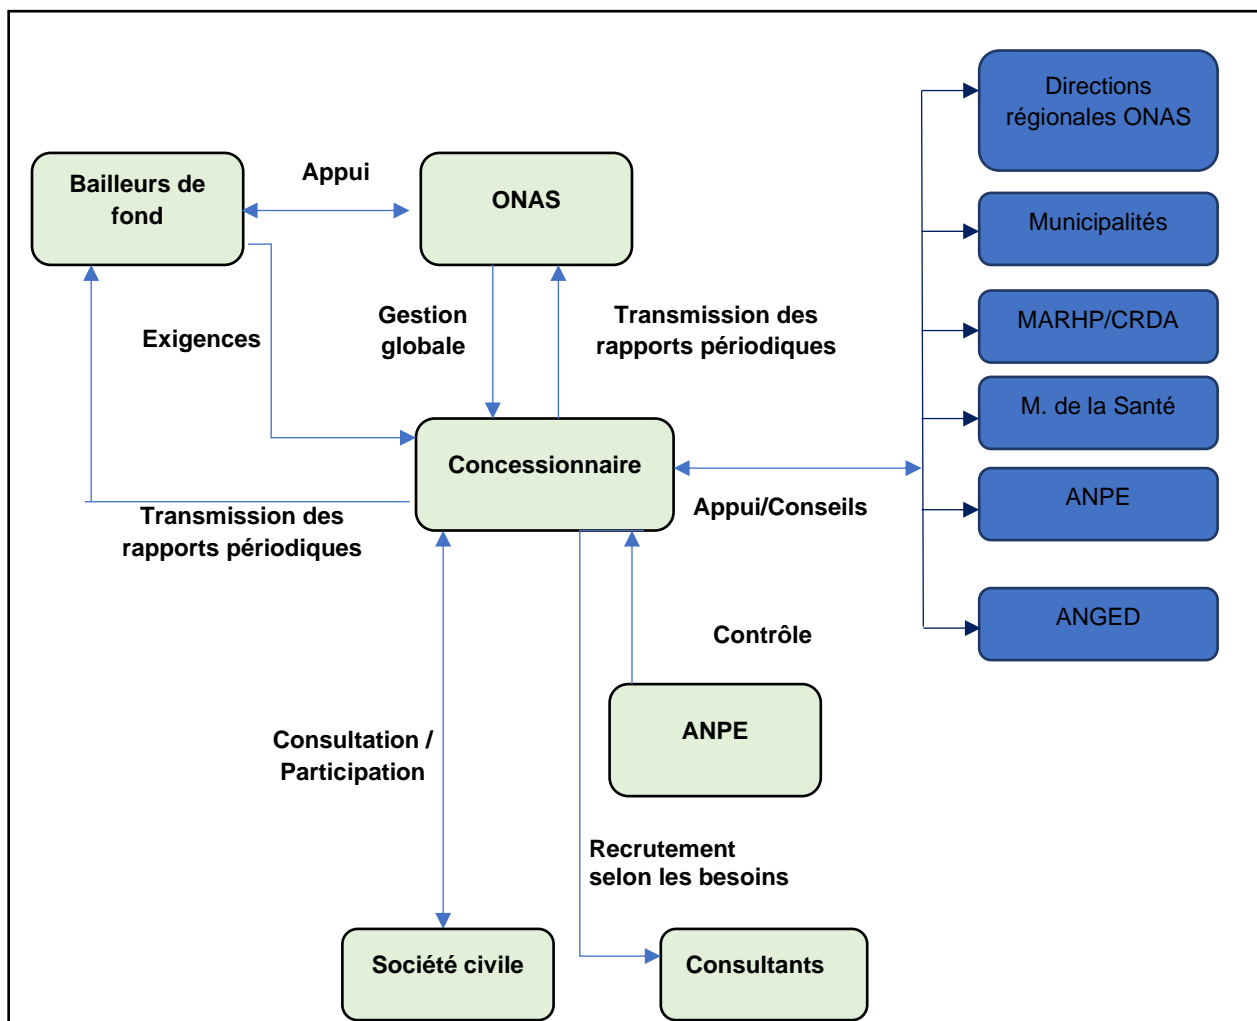 Directions
régionales ONAS
Bailleurs de
fond
Appui
ONAS
Municipalités
Exigences
Gestion
globale
Transmission des
rapports périodiques
MARHP/CRDA
M. de la Santé
Concessionnaire
Appui/Conseils
ANPE
Transmission des
rapports périodiques
ANGED
Contrôle
ANPE
Consultation /
Participation
Recrutement
selon les besoins
Société civile
Consultants